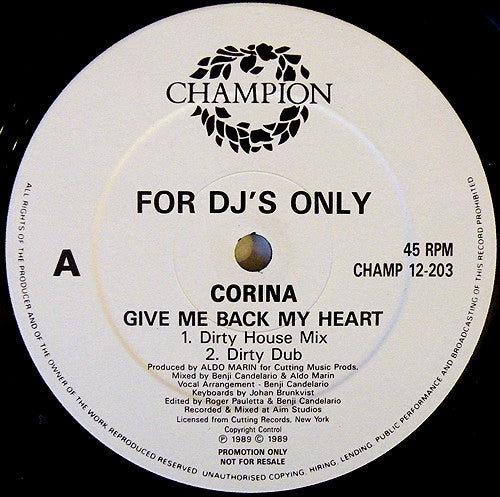 CHAMPION
FOR DJ'S ONLY
A
45 RPM
CHAMP 12-203
CORINA
GIVE ME BACK MY HEART
1. Dirty House Mix
2. Dirty Dub
Produced by ALDO MARIN for Cutting Music Prods.
Mixed by Benji Candelario & Aldo Marin
Vocal Arrangement - Benji Candelario
Keyboards by Johan Brunkvist
Edited by Roger Pauletta & Benji Candelario
Recorded & Mixed at Aim Studios
Licensed from Cutting Records, New York
Copyright Control
℗ 1989 © 1989
PROMOTION ONLY
NOT FOR RESALE
ALL RIGHTS OF THE PRODUCER AND OF THE OWNER OF THE WORK REPRODUCED RESERVED UNAUTHORISED COPYING, HIRING, LENDING, PUBLIC PERFORMANCE AND BROADCASTING OF THIS RECORD PROHIBITED